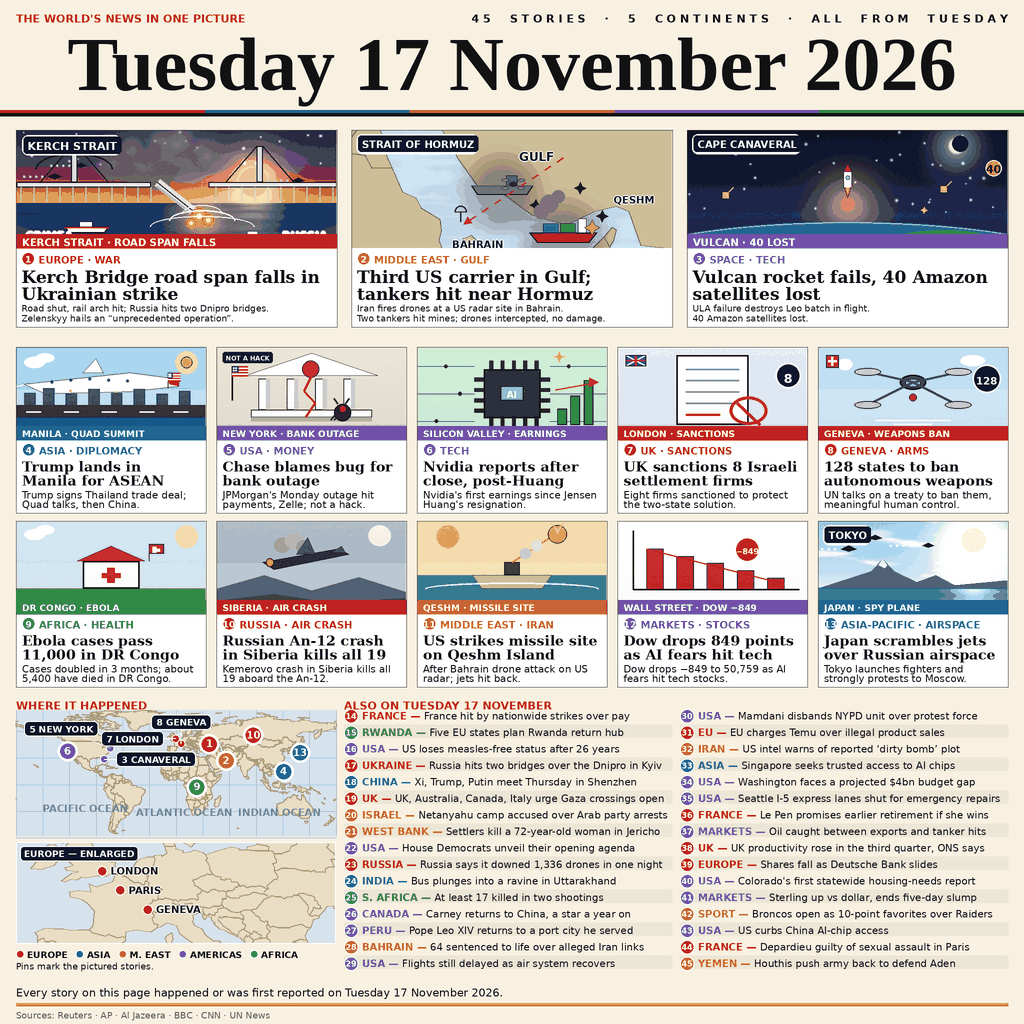 THE WORLD'S NEWS IN ONE PICTURE
45 STORIES · 5 CONTINENTS · ALL FROM TUESDAY
Tuesday 17 November 2026
KERCH STRAIT
KERCH STRAIT · ROAD SPAN FALLS
1 EUROPE · WAR
Kerch Bridge road span falls in
Ukrainian strike
Road shut, rail arch hit; Russia hits two Dnipro bridges.
Zelenskyy hails an “unprecedented operation”.
STRAIT OF HORMUZ
GULF
QESHM
BAHRAIN
2 MIDDLE EAST · GULF
Third US carrier in Gulf;
tankers hit near Hormuz
Iran fires drones at a US radar site in Bahrain.
Two tankers hit mines; drones intercepted, no damage.
CAPE CANAVERAL
40
VULCAN · 40 LOST
3 SPACE · TECH
Vulcan rocket fails, 40 Amazon
satellites lost
ULA failure destroys Leo batch in flight.
40 Amazon satellites lost.
MANILA · QUAD SUMMIT
4 ASIA · DIPLOMACY
Trump lands in
Manila for ASEAN
Trump signs Thailand trade deal;
Quad talks, then China.
NOT A HACK
NEW YORK · BANK OUTAGE
5 USA · MONEY
Chase blames bug for
bank outage
JPMorgan's Monday outage hit
payments, Zelle; not a hack.
AI
SILICON VALLEY · EARNINGS
6 TECH
Nvidia reports after
close, post-Huang
Nvidia's first earnings since Jensen
Huang's resignation.
8
LONDON · SANCTIONS
7 UK · SANCTIONS
UK sanctions 8 Israeli
settlement firms
Eight firms sanctioned to protect
the two-state solution.
128
GENEVA · WEAPONS BAN
8 GENEVA · ARMS
128 states to ban
autonomous weapons
UN talks on a treaty to ban them,
meaningful human control.
DR CONGO · EBOLA
9 AFRICA · HEALTH
Ebola cases pass
11,000 in DR Congo
Cases doubled in 3 months; about
5,400 have died in DR Congo.
SIBERIA · AIR CRASH
10 RUSSIA · AIR CRASH
Russian An-12 crash
in Siberia kills all 19
Kemerovo crash in Siberia kills all
19 aboard the An-12.
QESHM · MISSILE SITE
11 MIDDLE EAST · IRAN
US strikes missile site
on Qeshm Island
After Bahrain drone attack on US
radar; jets hit back.
−849
WALL STREET · DOW −849
12 MARKETS · STOCKS
Dow drops 849 points
as AI fears hit tech
Dow drops −849 to 50,759 as AI
fears hit tech stocks.
TOKYO
JAPAN · SPY PLANE
13 ASIA-PACIFIC · AIRSPACE
Japan scrambles jets
over Russian airspace
Tokyo launches fighters and
strongly protests to Moscow.
WHERE IT HAPPENED
8 GENEVA
5 NEW YORK
7 LONDON
3 CANAVERAL
6
1
10
2
13
4
9
PACIFIC OCEAN
ATLANTIC OCEAN
INDIAN OCEAN
EUROPE — ENLARGED
LONDON
PARIS
GENEVA
EUROPE ASIA M. EAST AMERICAS AFRICA
Pins mark the pictured stories.
ALSO ON TUESDAY 17 NOVEMBER
14 FRANCE — France hit by nationwide strikes over pay
15 RWANDA — Five EU states plan Rwanda return hub
16 USA — US loses measles-free status after 26 years
17 UKRAINE — Russia hits two bridges over the Dnipro in Kyiv
18 CHINA — Xi, Trump, Putin meet Thursday in Shenzhen
19 UK — UK, Australia, Canada, Italy urge Gaza crossings open
20 ISRAEL — Netanyahu camp accused over Arab party arrests
21 WEST BANK — Settlers kill a 72-year-old woman in Jericho
22 USA — House Democrats unveil their opening agenda
23 RUSSIA — Russia says it downed 1,336 drones in one night
24 INDIA — Bus plunges into a ravine in Uttarakhand
25 S. AFRICA — At least 17 killed in two shootings
26 CANADA — Carney returns to China, a star a year on
27 PERU — Pope Leo XIV returns to a port city he served
28 BAHRAIN — 64 sentenced to life over alleged Iran links
29 USA — Flights still delayed as air system recovers
30 USA — Mamdani disbands NYPD unit over protest force
31 EU — EU charges Temu over illegal product sales
32 IRAN — US intel warns of reported ‘dirty bomb’ plot
33 ASIA — Singapore seeks trusted access to AI chips
34 USA — Washington faces a projected $4bn budget gap
35 USA — Seattle I-5 express lanes shut for emergency repairs
36 FRANCE — Le Pen promises earlier retirement if she wins
37 MARKETS — Oil caught between exports and tanker hits
38 UK — UK productivity rose in the third quarter, ONS says
39 EUROPE — Shares fall as Deutsche Bank slides
40 USA — Colorado's first statewide housing-needs report
41 MARKETS — Sterling up vs dollar, ends five-day slump
42 SPORT — Broncos open as 10-point favorites over Raiders
43 USA — US curbs China AI-chip access
44 FRANCE — Depardieu guilty of sexual assault in Paris
45 YEMEN — Houthis push army back to defend Aden
Every story on this page happened or was first reported on Tuesday 17 November 2026.
Sources: Reuters · AP · Al Jazeera · BBC · CNN · UN News